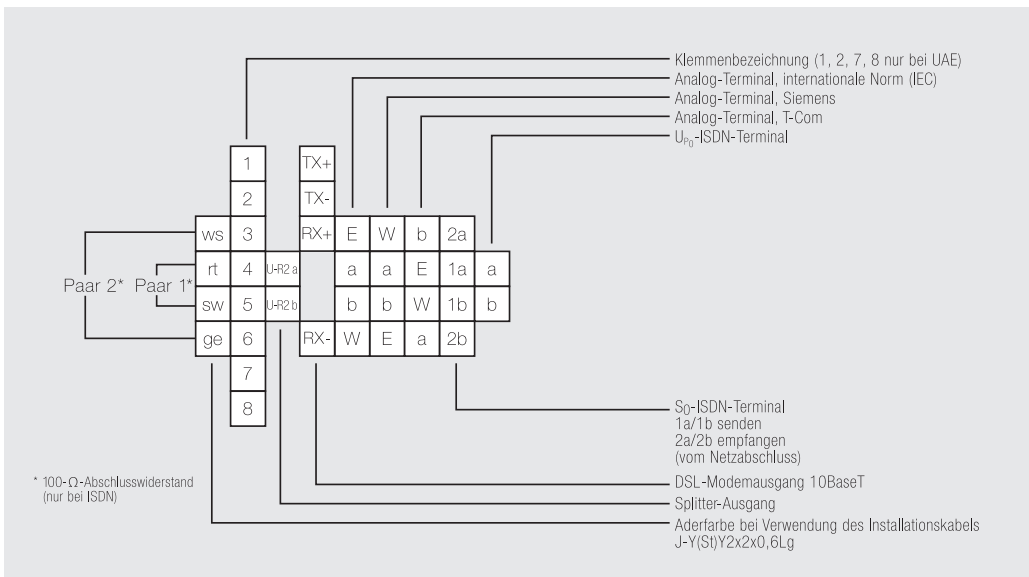 Klemmenbezeichnung (1, 2, 7, 8 nur bei UAE)
Analog-Terminal, internationale Norm (IEC)
Analog-Terminal, Siemens
Analog-Terminal, T-Com
UP0-ISDN-Terminal
1 TX+
2 TX-
ws 3 RX+ E W b 2a
rt 4 U-R2 a a a E 1a a
Paar 2* Paar 1*
sw 5 U-R2 b b b W 1b b
ge 6 RX- W E a 2b
7
8
S0-ISDN-Terminal
1a/1b senden
2a/2b empfangen
(vom Netzabschluss)
* 100-Ω-Abschlusswiderstand
(nur bei ISDN)
DSL-Modemausgang 10BaseT
Splitter-Ausgang
Aderfarbe bei Verwendung des Installationskabels
J-Y(St)Y2x2x0,6Lg